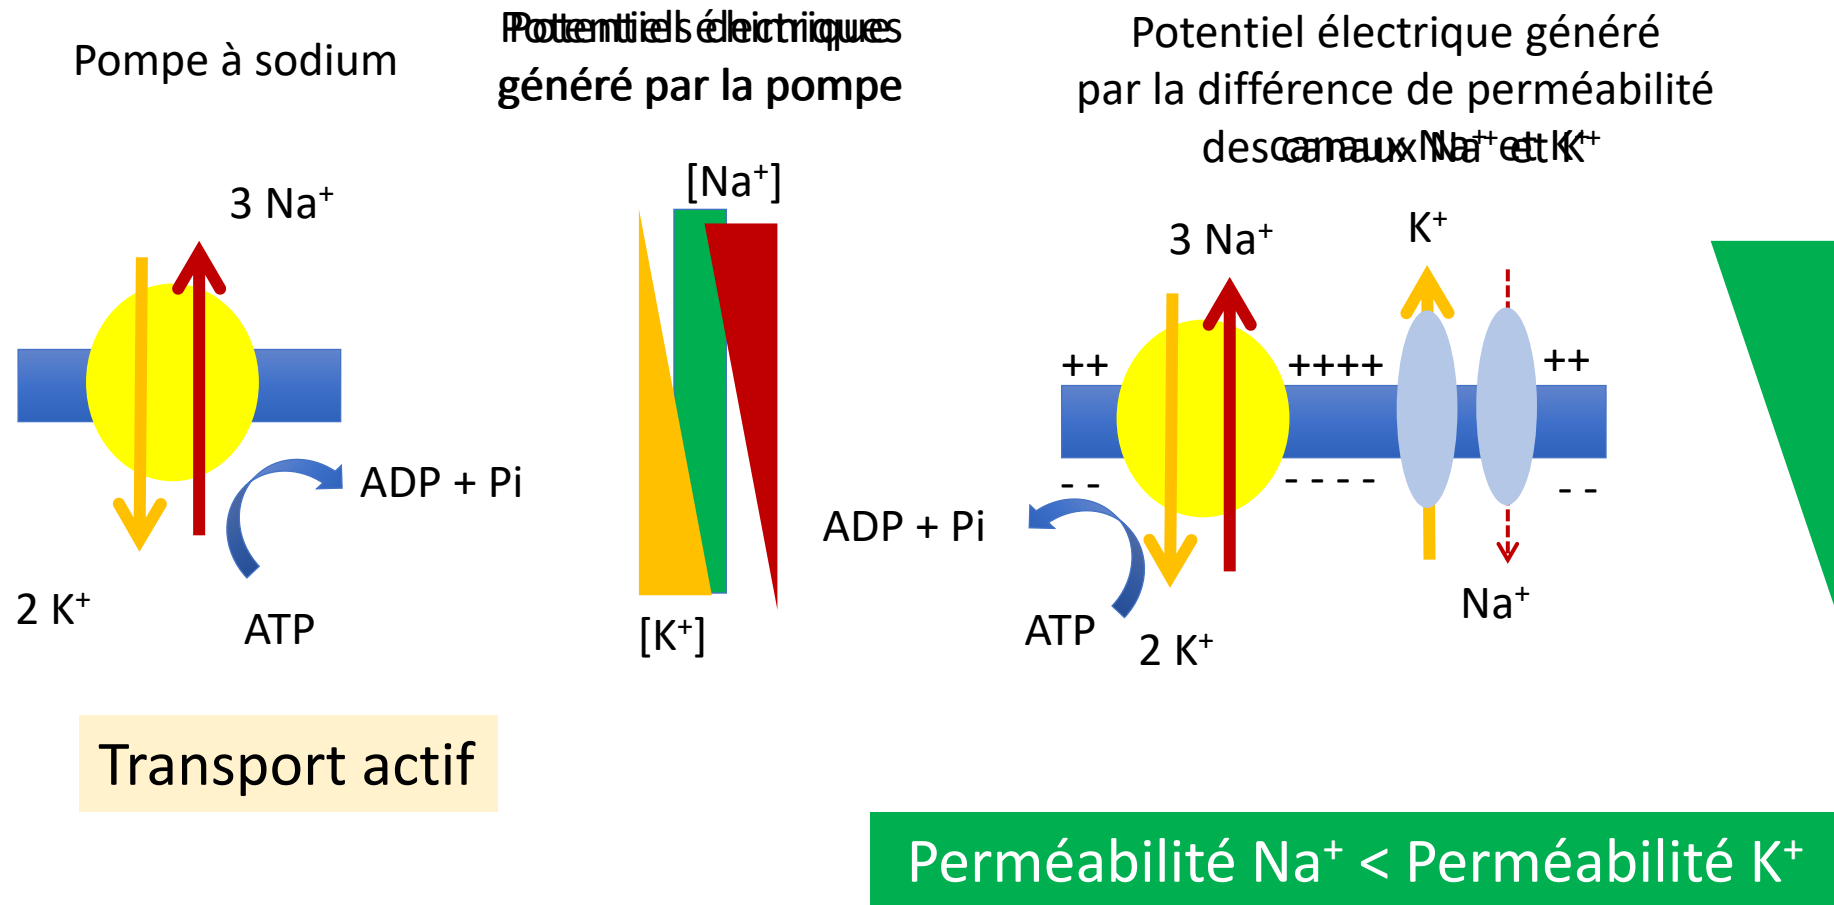 Pompe à sodium
Potentiels chimiques
Potentiel électrique
généré par la pompe
Potentiel électrique généré
par la différence de perméabilité
des canaux Na⁺ et K⁺
3 Na⁺
2 K⁺
ATP
ADP + Pi
[Na⁺]
[K⁺]
3 Na⁺
K⁺
++
++++
++
- -
- - - -
- -
ADP + Pi
ATP
2 K⁺
Na⁺
Transport actif
Perméabilité Na⁺ < Perméabilité K⁺